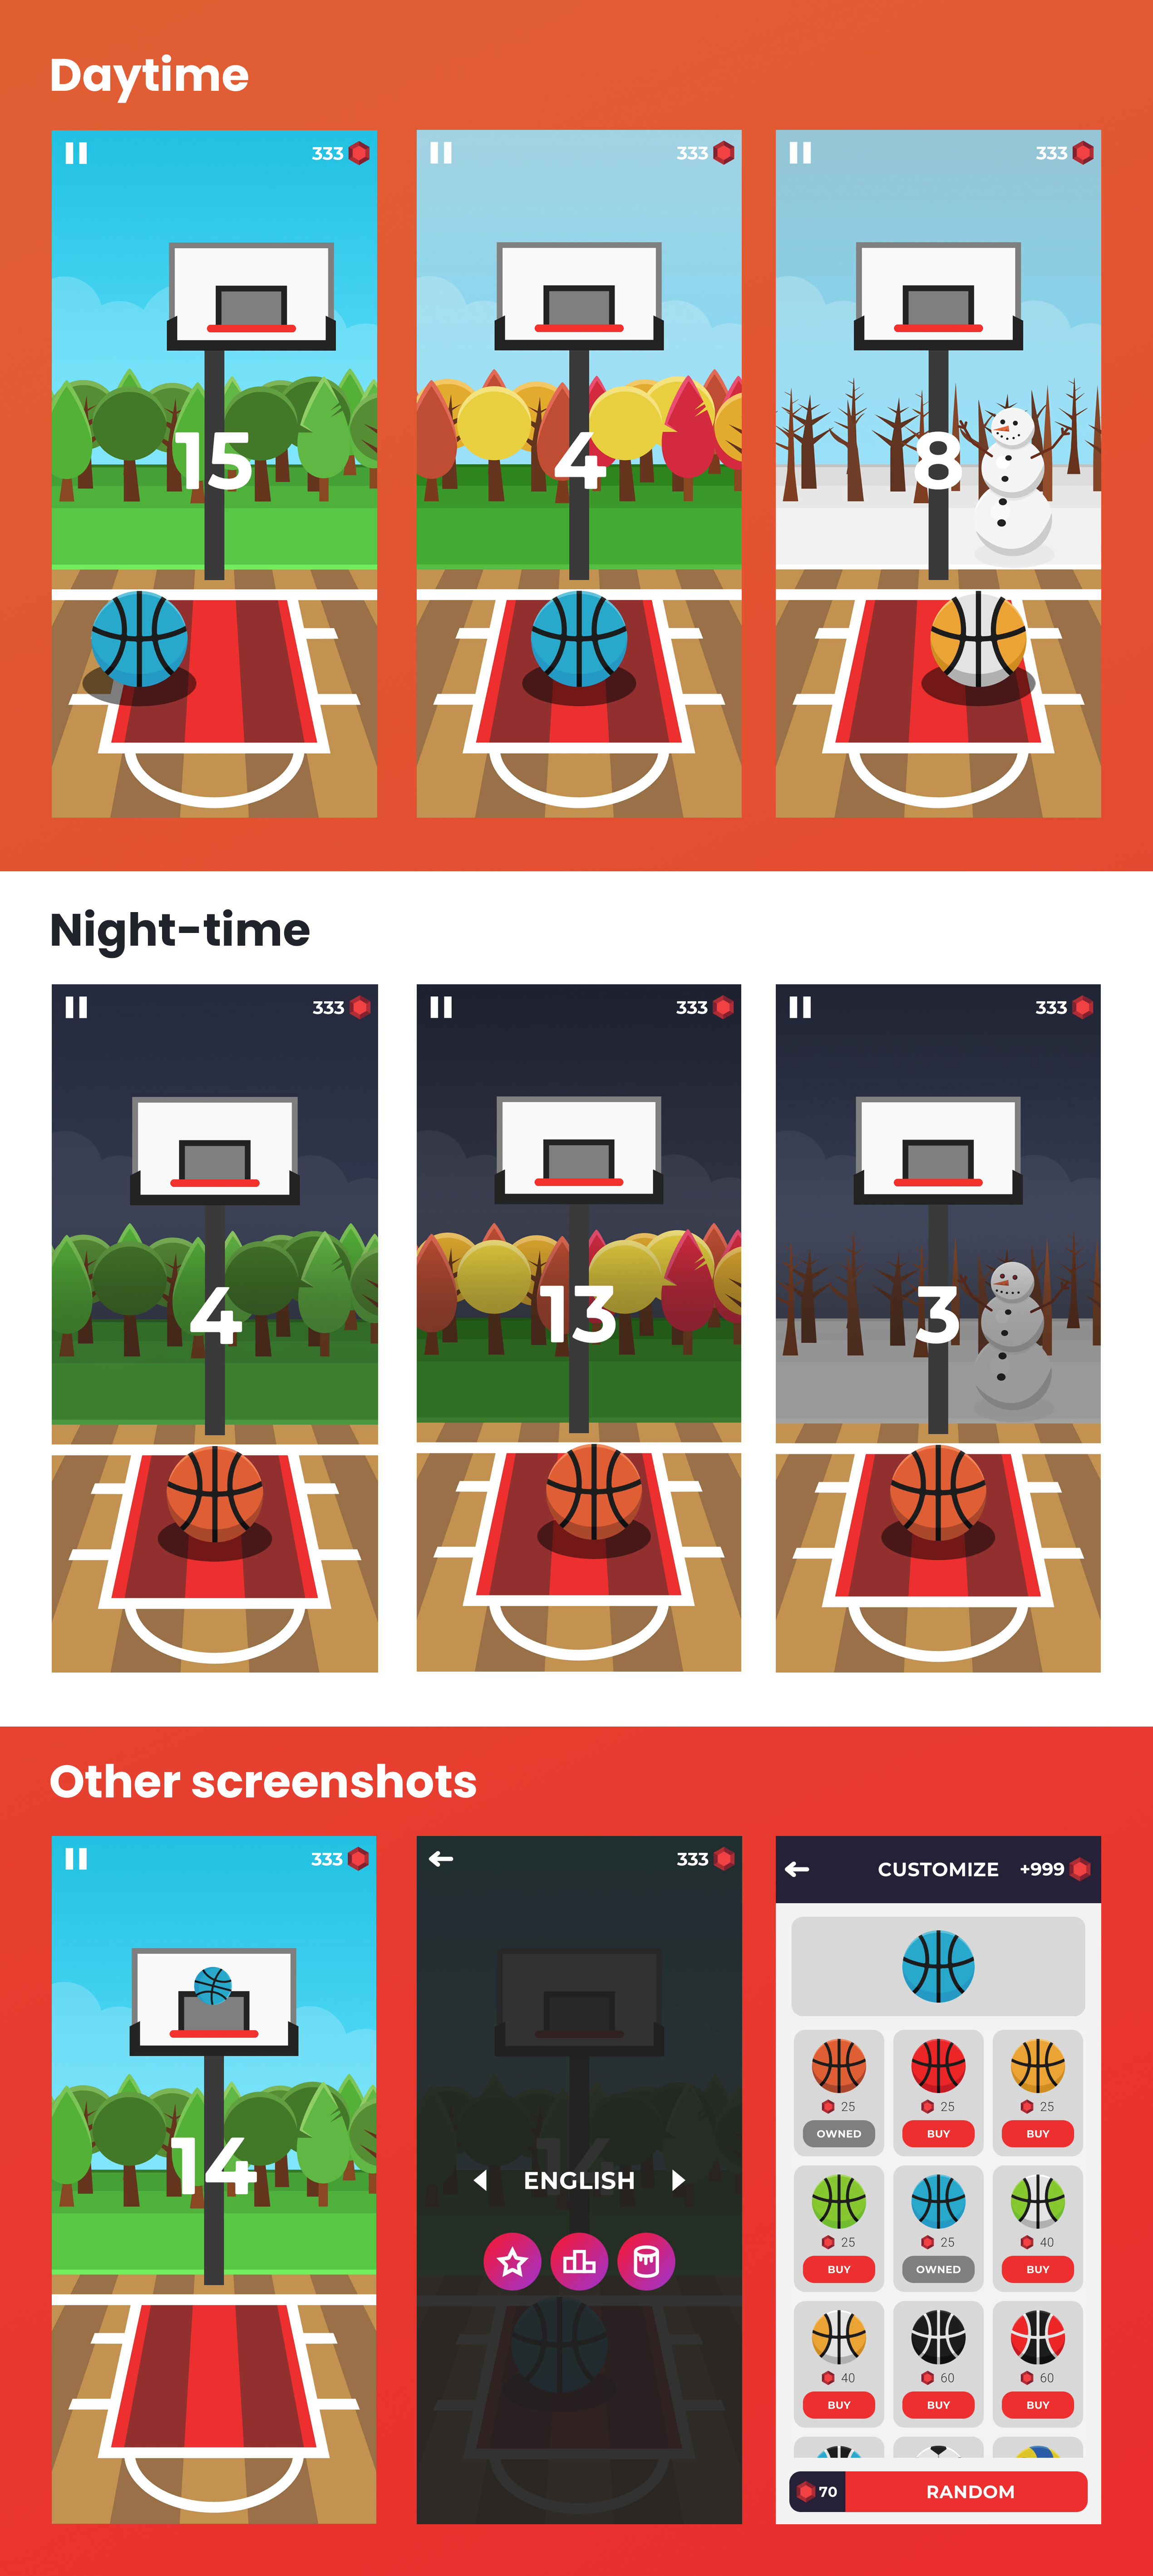 Daytime
333
15
333
4
333
8
Night-time
333
4
333
13
333
3
Other screenshots
333
14
333
14
ENGLISH
CUSTOMIZE +999
25 25 25
OWNED BUY BUY
25 25 40
BUY OWNED BUY
40 60 60
BUY BUY BUY
70 RANDOM